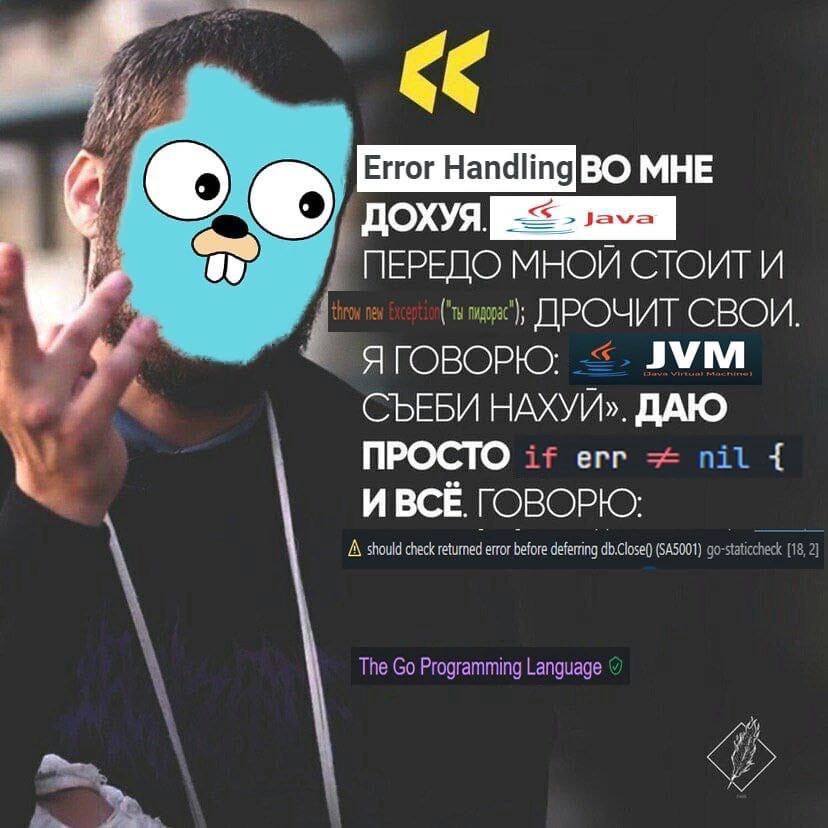 Error Handling ВО МНЕ
ДОХУЯ. Java
ПЕРЕДО МНОЙ СТОИТ И
throw new Exception("ты пидорас"); ДРОЧИТ СВОИ.
Я ГОВОРЮ: JVM
(Java Virtual Machine)
СЪЕБИ НАХУЙ». ДАЮ
ПРОСТО if err ≠ nil {
И ВСЁ. ГОВОРЮ:
should check returned error before deferring db.Close() (SA5001) go-staticcheck [18, 2]
The Go Programming Language